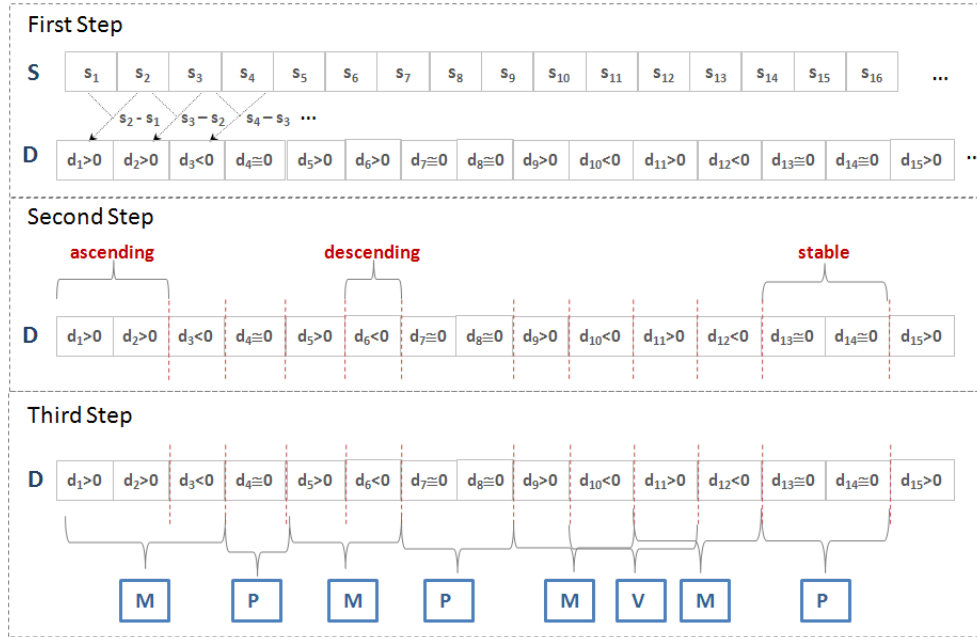 First Step
S s₁ s₂ s₃ s₄ s₅ s₆ s₇ s₈ s₉ s₁₀ s₁₁ s₁₂ s₁₃ s₁₄ s₁₅ s₁₆ ...
s₂ - s₁ s₃ – s₂ s₄ – s₃ ...
D d₁>0 d₂>0 d₃<0 d₄≅0 d₅>0 d₆>0 d₇≅0 d₈≅0 d₉>0 d₁₀<0 d₁₁>0 d₁₂<0 d₁₃≅0 d₁₄≅0 d₁₅>0 ...
Second Step
ascending descending stable
D d₁>0 d₂>0 d₃<0 d₄≅0 d₅>0 d₆<0 d₇≅0 d₈≅0 d₉>0 d₁₀<0 d₁₁>0 d₁₂<0 d₁₃≅0 d₁₄≅0 d₁₅>0
Third Step
D d₁>0 d₂>0 d₃<0 d₄≅0 d₅>0 d₆<0 d₇≅0 d₈≅0 d₉>0 d₁₀<0 d₁₁>0 d₁₂<0 d₁₃≅0 d₁₄≅0 d₁₅>0
M P M P M V M P